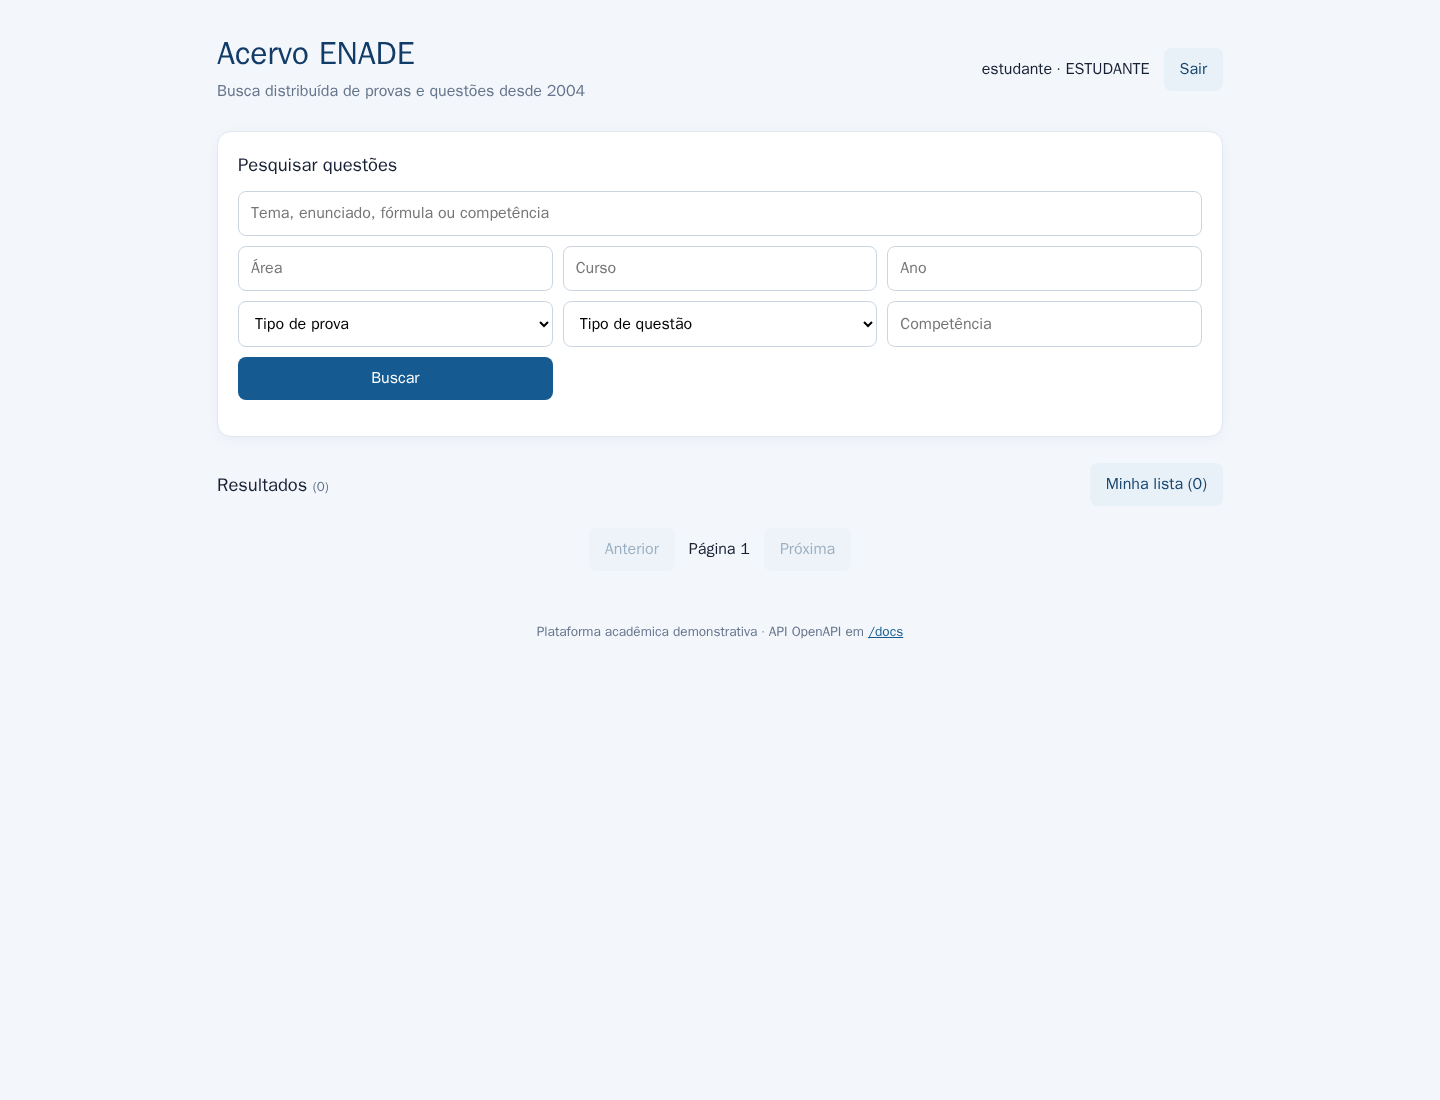 Acervo ENADE
Busca distribuída de provas e questões desde 2004
estudante · ESTUDANTE
Sair
Pesquisar questões
Tema, enunciado, fórmula ou competência
Área
Curso
Ano
Tipo de prova
Tipo de questão
Competência
Buscar
Resultados (0)
Minha lista (0)
Anterior
Página 1
Próxima
Plataforma acadêmica demonstrativa · API OpenAPI em /docs